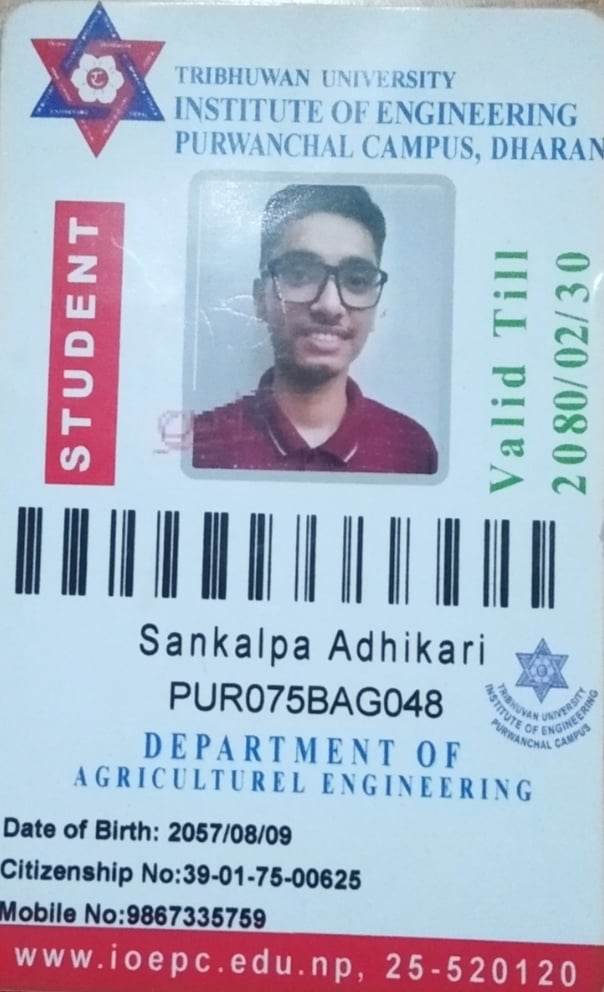 TRIBHUWAN UNIVERSITY
INSTITUTE OF ENGINEERING
PURWANCHAL CAMPUS, DHARAN
STUDENT
Valid Till
2080/02/30
Sankalpa Adhikari
PUR075BAG048
TRIBHUVAN UNIVERSITY
INSTITUTE OF ENGINEERING
PURWANCHAL CAMPUS
DEPARTMENT OF
AGRICULTUREL ENGINEERING
Date of Birth: 2057/08/09
Citizenship No:39-01-75-00625
Mobile No:9867335759
www.ioepc.edu.np, 25-520120